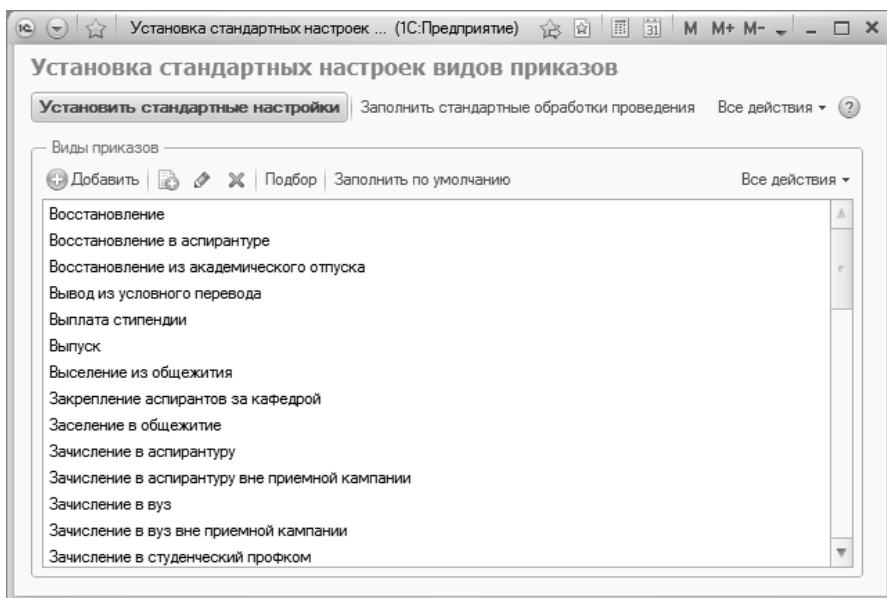 Установка стандартных настроек ... (1С:Предприятие) 31 M M+ M-
Установка стандартных настроек видов приказов
Установить стандартные настройки Заполнить стандартные обработки проведения Все действия ?
Виды приказов
Добавить Подбор Заполнить по умолчанию Все действия
Восстановление
Восстановление в аспирантуре
Восстановление из академического отпуска
Вывод из условного перевода
Выплата стипендии
Выпуск
Выселение из общежития
Закрепление аспирантов за кафедрой
Заселение в общежитие
Зачисление в аспирантуру
Зачисление в аспирантуру вне приемной кампании
Зачисление в вуз
Зачисление в вуз вне приемной кампании
Зачисление в студенческий профком